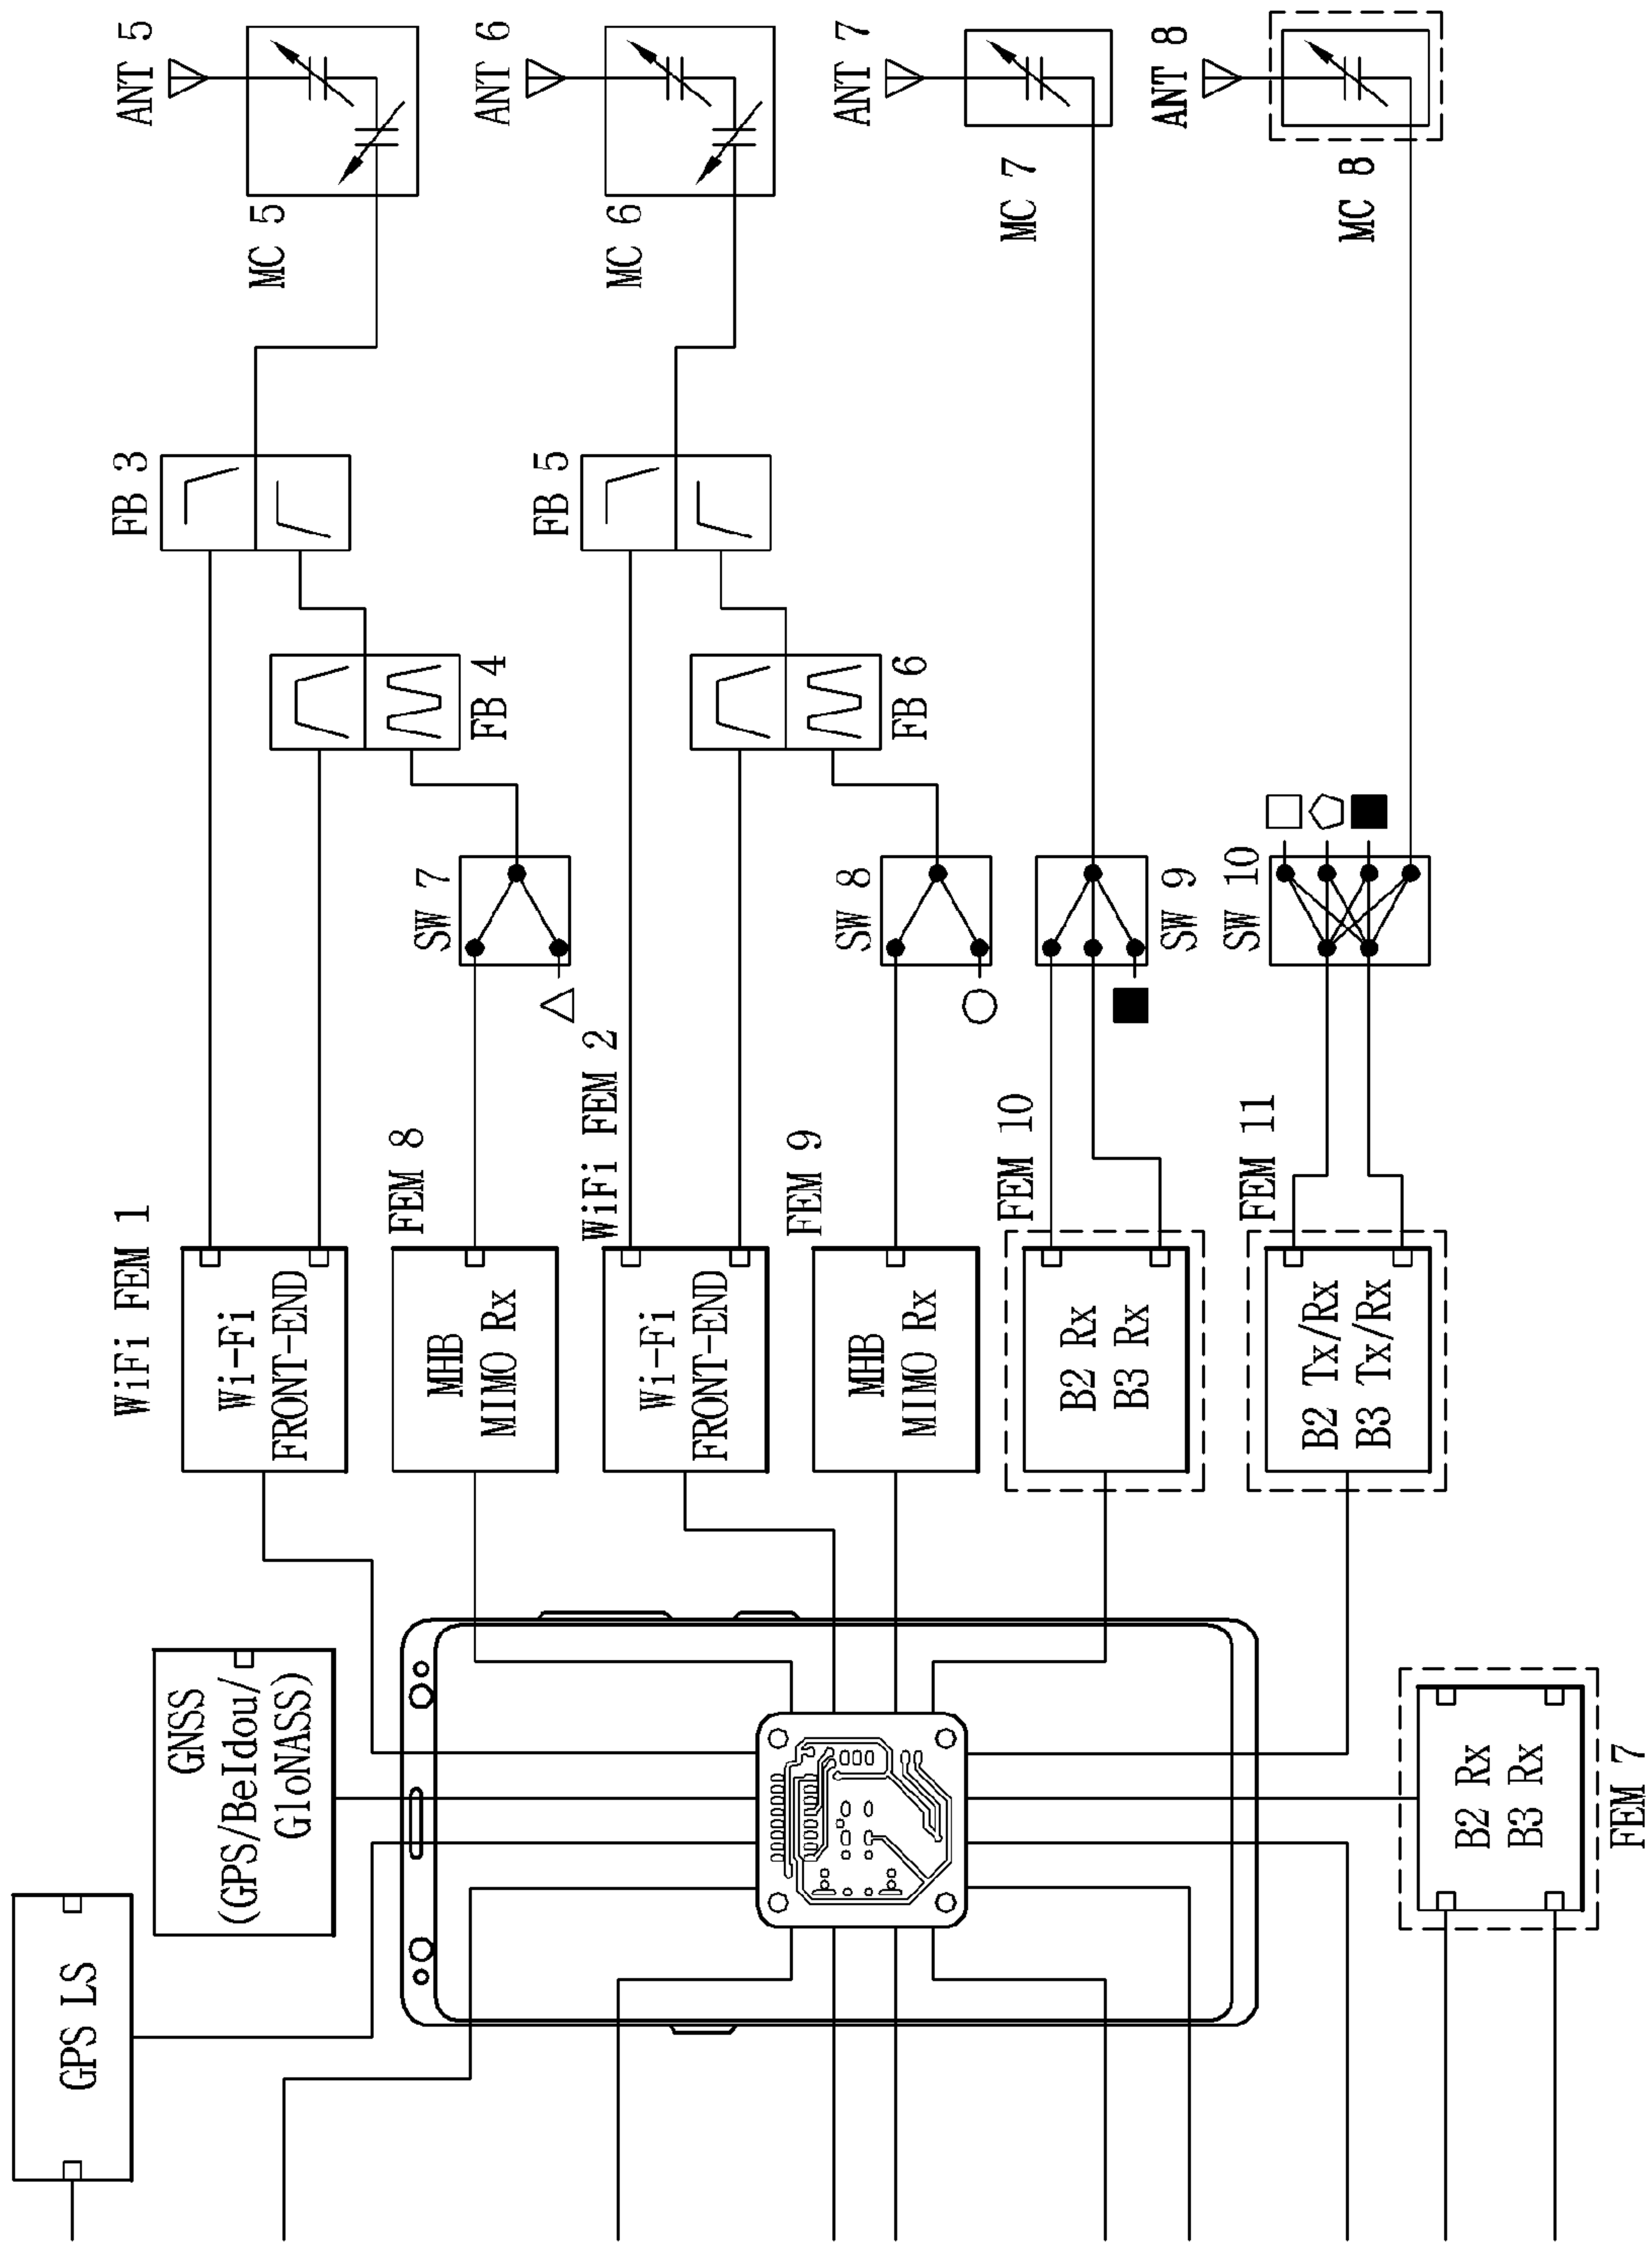 ANT 5
MC 5
ANT 6
MC 6
ANT 7
MC 7
ANT 8
MC 8
FB 3
FB 4
FB 5
FB 6
SW 7
SW 8
SW 9
SW 10
WiFi FEM 1
Wi-Fi
FRONT-END
FEM 8
MHB
MIMO Rx
WiFi FEM 2
Wi-Fi
FRONT-END
FEM 9
MHB
MIMO Rx
FEM 10
B2 Rx
B3 Rx
FEM 11
B2 Tx/Rx
B3 Tx/Rx
GPS LS
GNSS
(GPS/BeIdou/
GloNASS)
B2 Rx
B3 Rx
FEM 7